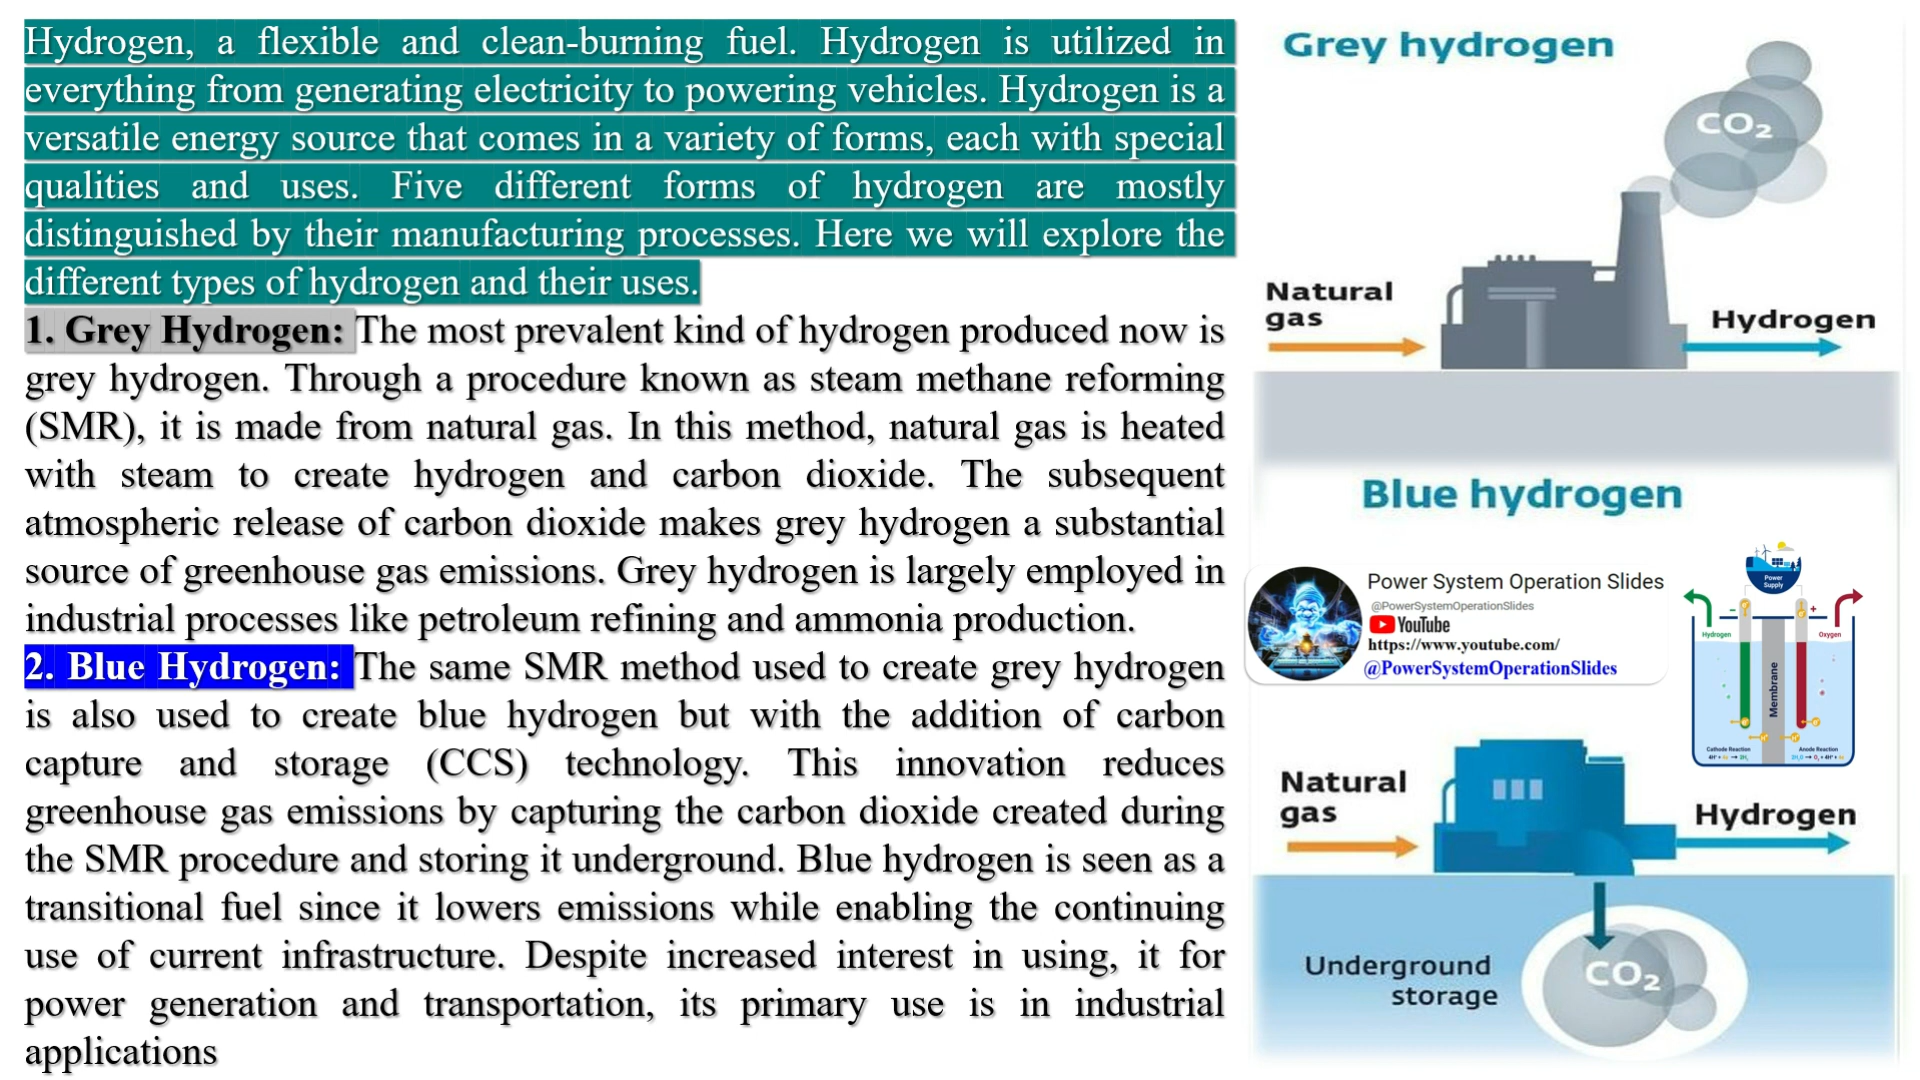 Hydrogen, a flexible and clean-burning fuel. Hydrogen is utilized in
everything from generating electricity to powering vehicles. Hydrogen is a
versatile energy source that comes in a variety of forms, each with special
qualities and uses. Five different forms of hydrogen are mostly
distinguished by their manufacturing processes. Here we will explore the
different types of hydrogen and their uses.
1. Grey Hydrogen: The most prevalent kind of hydrogen produced now is
grey hydrogen. Through a procedure known as steam methane reforming
(SMR), it is made from natural gas. In this method, natural gas is heated
with steam to create hydrogen and carbon dioxide. The subsequent
atmospheric release of carbon dioxide makes grey hydrogen a substantial
source of greenhouse gas emissions. Grey hydrogen is largely employed in
industrial processes like petroleum refining and ammonia production.
2. Blue Hydrogen: The same SMR method used to create grey hydrogen
is also used to create blue hydrogen but with the addition of carbon
capture and storage (CCS) technology. This innovation reduces
greenhouse gas emissions by capturing the carbon dioxide created during
the SMR procedure and storing it underground. Blue hydrogen is seen as a
transitional fuel since it lowers emissions while enabling the continuing
use of current infrastructure. Despite increased interest in using, it for
power generation and transportation, its primary use is in industrial
applications
Grey hydrogen
CO₂
Natural
gas
Hydrogen
Blue hydrogen
Power System Operation Slides
@PowerSystemOperationSlides
YouTube
https://www.youtube.com/
@PowerSystemOperationSlides
Power
Supply
− +
Hydrogen
Oxygen
Membrane
Cathode Reaction
Anode Reaction
Natural
gas
Hydrogen
Underground
storage
CO₂